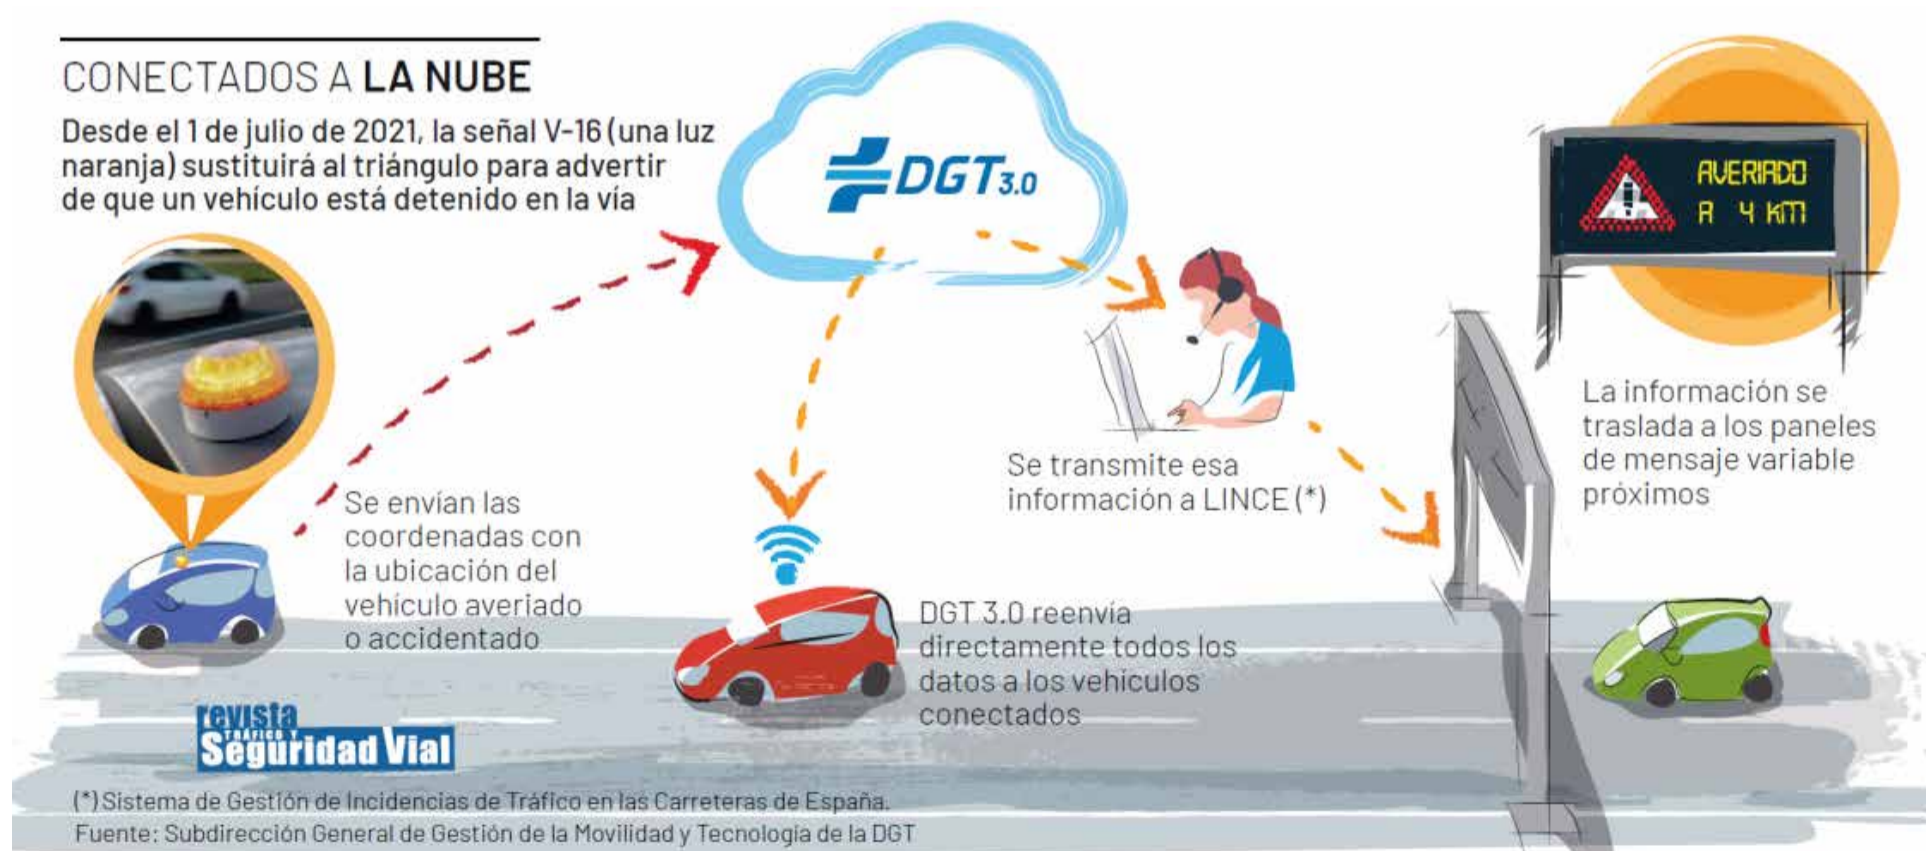 CONECTADOS A LA NUBE
Desde el 1 de julio de 2021, la señal V-16 (una luz
naranja) sustituirá al triángulo para advertir
de que un vehículo está detenido en la vía
DGT 3.0
AVERIADO
A 4 KM
La información se
traslada a los paneles
de mensaje variable
próximos
Se transmite esa
información a LINCE (*)
Se envían las
coordenadas con
la ubicación del
vehículo averiado
o accidentado
DGT 3.0 reenvía
directamente todos los
datos a los vehículos
conectados
revista
TRÁFICO Y
Seguridad Vial
(*) Sistema de Gestión de Incidencias de Tráfico en las Carreteras de España.
Fuente: Subdirección General de Gestión de la Movilidad y Tecnología de la DGT